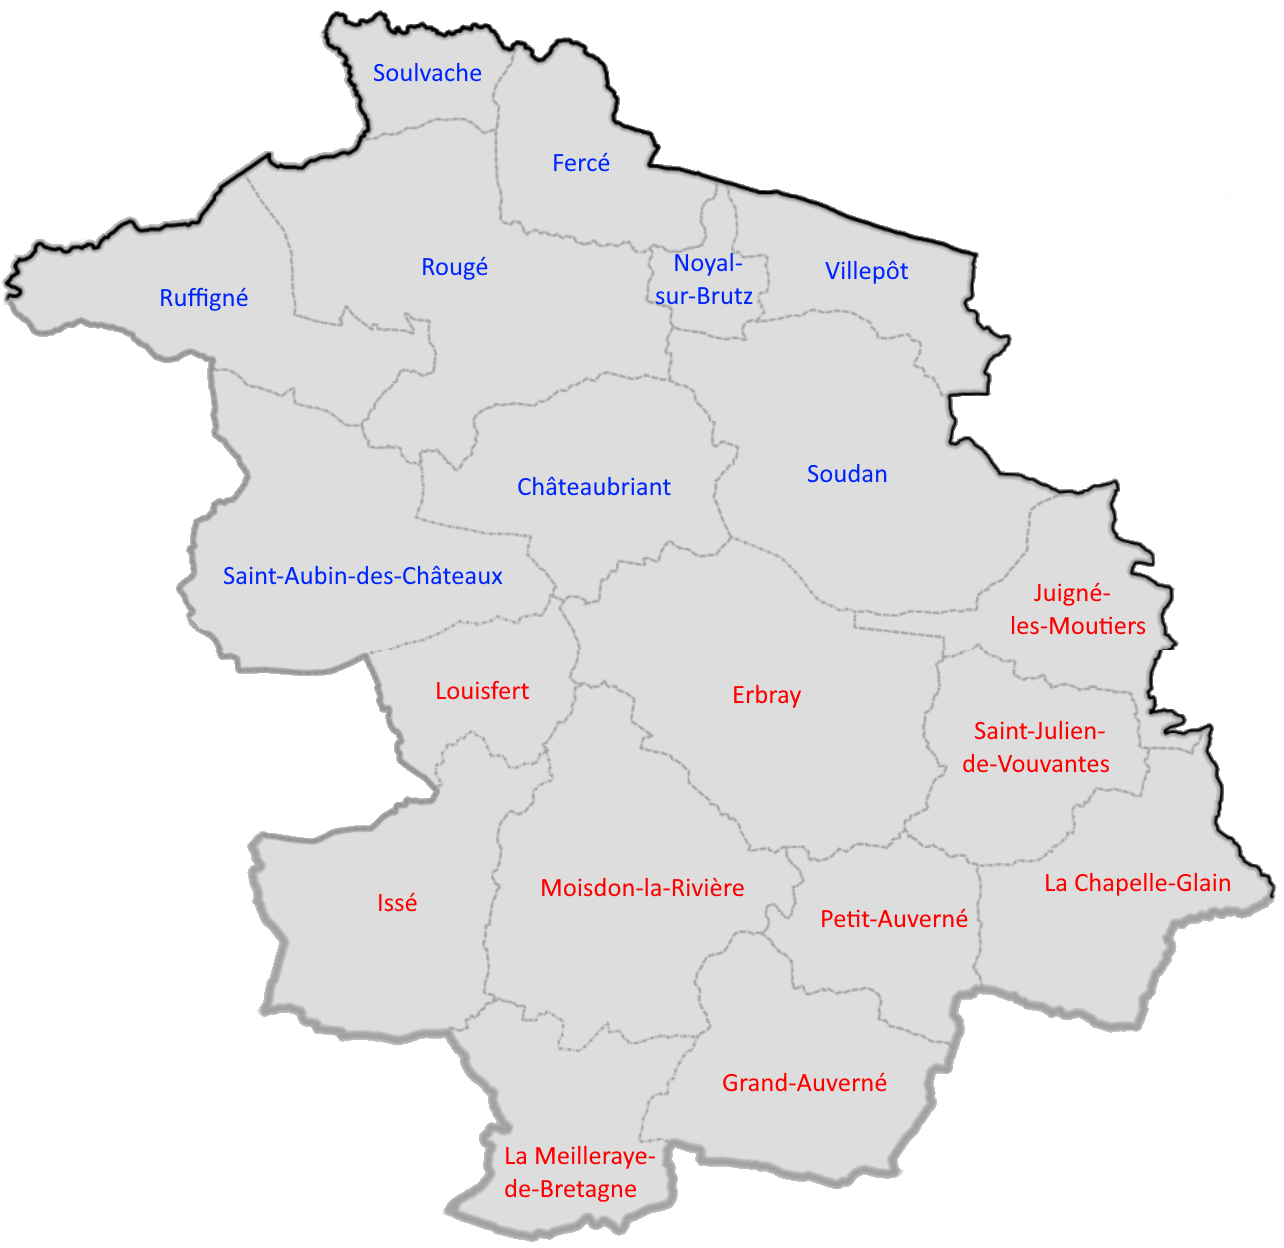 Soulvache
Fercé
Rougé
Noyal-
sur-Brutz
Villepôt
Ruffigné
Châteaubriant
Soudan
Saint-Aubin-des-Châteaux
Juigné-
les-Moutiers
Louisfert
Erbray
Saint-Julien-
de-Vouvantes
Issé
Moisdon-la-Rivière
La Chapelle-Glain
Petit-Auverné
Grand-Auverné
La Meilleraye-
de-Bretagne